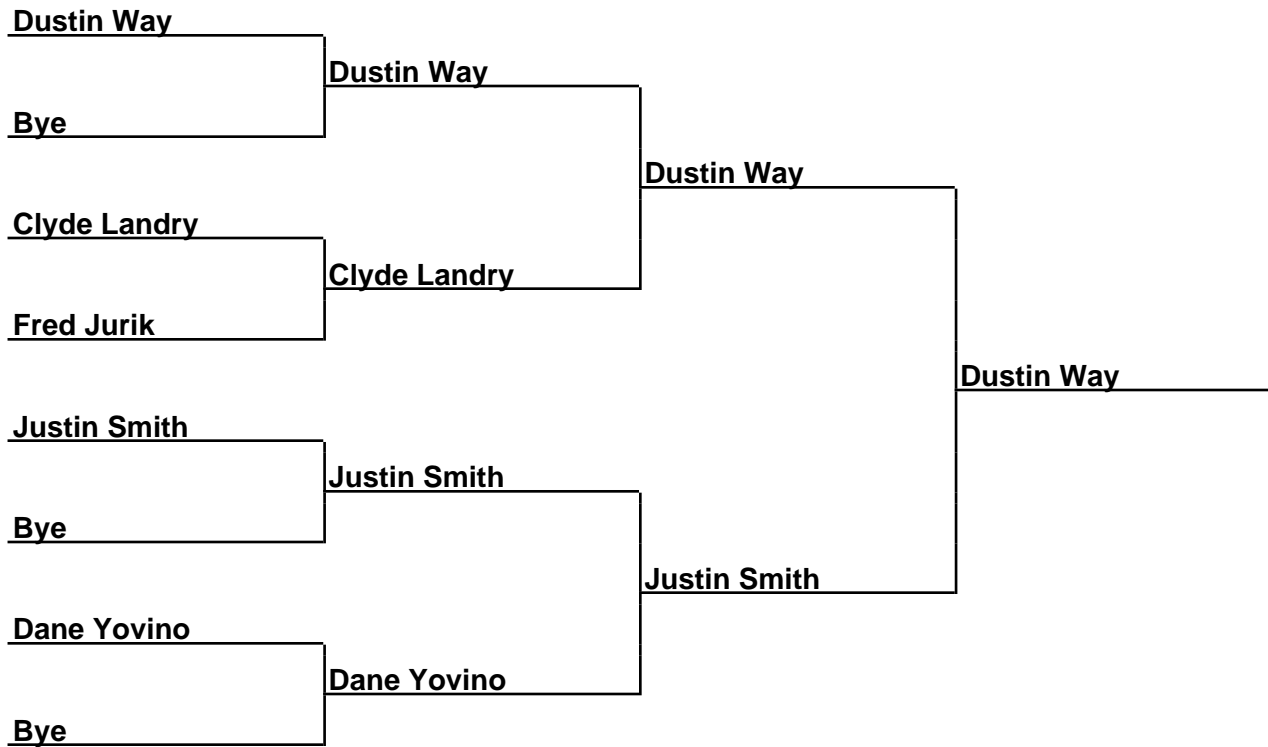 Dustin Way
Dustin Way
Bye
Dustin Way
Clyde Landry
Clyde Landry
Fred Jurik
Dustin Way
Justin Smith
Justin Smith
Bye
Justin Smith
Dane Yovino
Dane Yovino
Bye